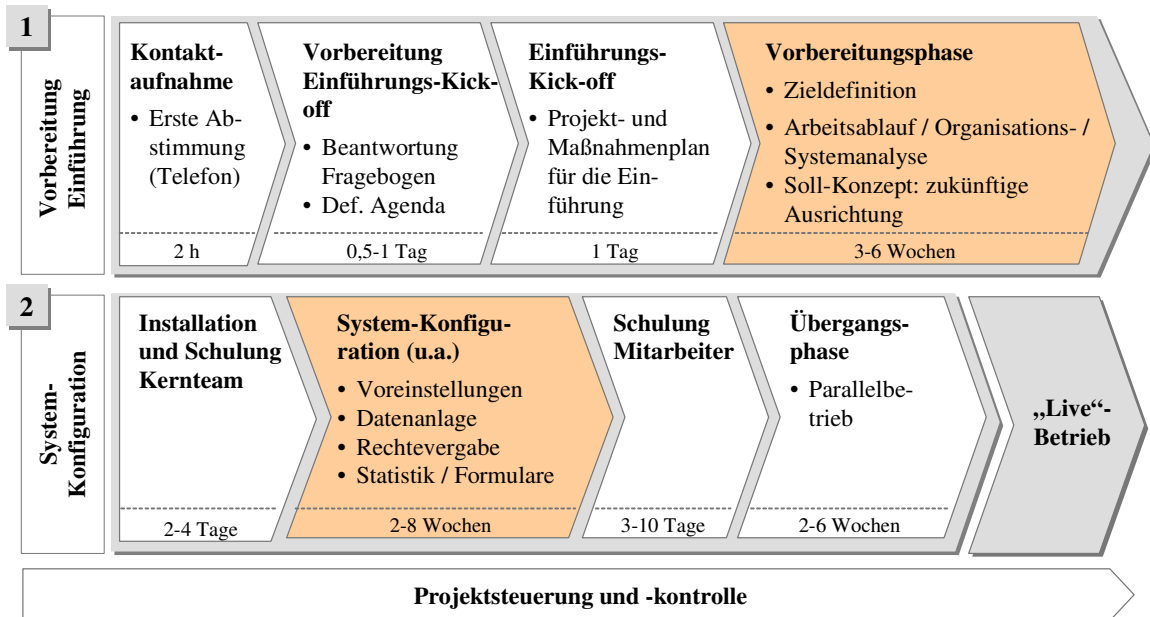 1
Vorbereitung
Einführung
Kontakt-
aufnahme
• Erste Ab-
stimmung
(Telefon)
2 h
Vorbereitung
Einführungs-Kick-
off
• Beantwortung
Fragebogen
• Def. Agenda
0,5-1 Tag
Einführungs-
Kick-off
• Projekt- und
Maßnahmenplan
für die Ein-
führung
1 Tag
Vorbereitungsphase
• Zieldefinition
• Arbeitsablauf / Organisations- /
Systemanalyse
• Soll-Konzept: zukünftige
Ausrichtung
3-6 Wochen
2
System-
Konfiguration
Installation
und Schulung
Kernteam
2-4 Tage
System-Konfigu-
ration (u.a.)
• Voreinstellungen
• Datenanlage
• Rechtevergabe
• Statistik / Formulare
2-8 Wochen
Schulung
Mitarbeiter
3-10 Tage
Übergangs-
phase
• Parallelbe-
trieb
2-6 Wochen
„Live“-
Betrieb
Projektsteuerung und -kontrolle